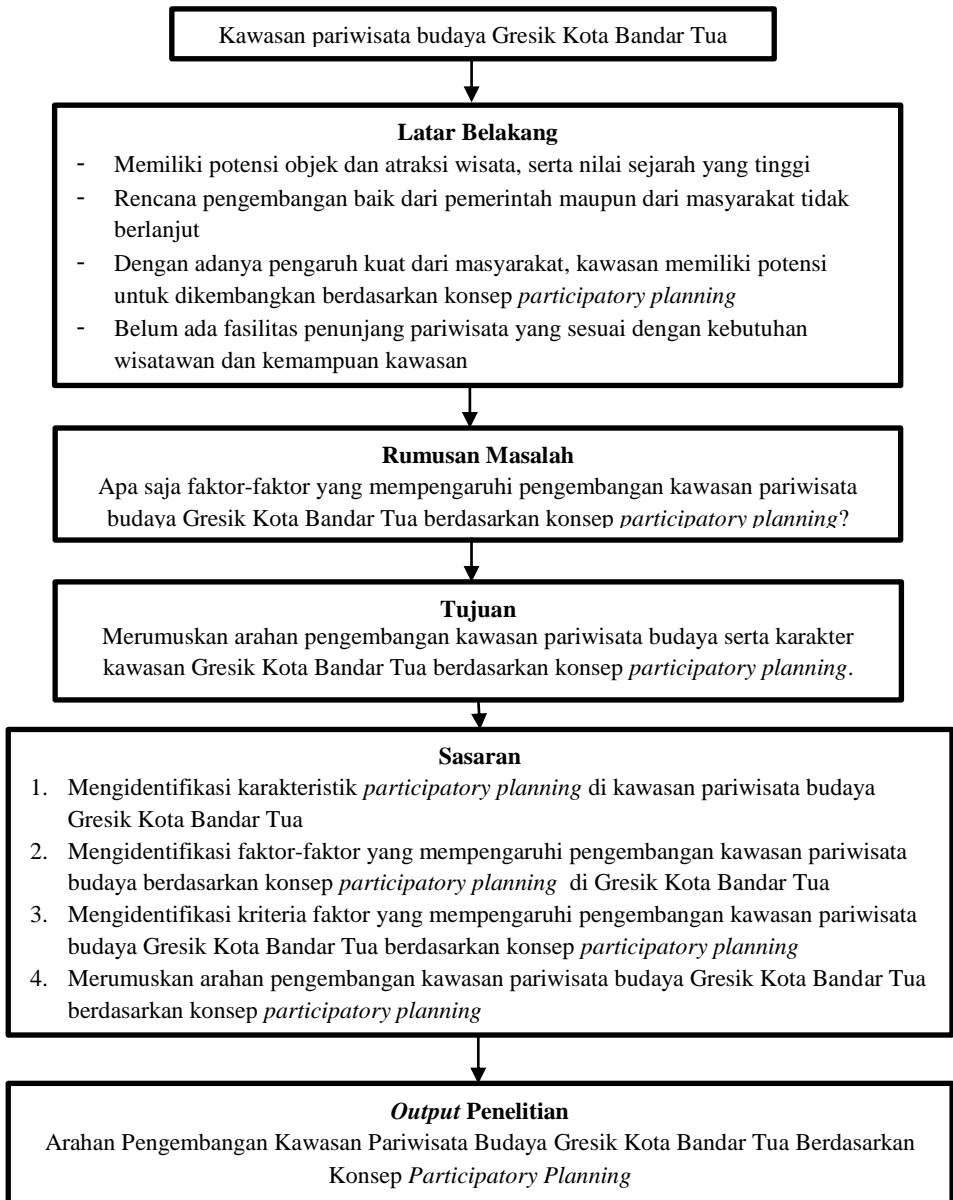 Kawasan pariwisata budaya Gresik Kota Bandar Tua
Latar Belakang
- Memiliki potensi objek dan atraksi wisata, serta nilai sejarah yang tinggi
- Rencana pengembangan baik dari pemerintah maupun dari masyarakat tidak
berlanjut
- Dengan adanya pengaruh kuat dari masyarakat, kawasan memiliki potensi
untuk dikembangkan berdasarkan konsep participatory planning
- Belum ada fasilitas penunjang pariwisata yang sesuai dengan kebutuhan
wisatawan dan kemampuan kawasan
Rumusan Masalah
Apa saja faktor-faktor yang mempengaruhi pengembangan kawasan pariwisata
budaya Gresik Kota Bandar Tua berdasarkan konsep participatory planning?
Tujuan
Merumuskan arahan pengembangan kawasan pariwisata budaya serta karakter
kawasan Gresik Kota Bandar Tua berdasarkan konsep participatory planning.
Sasaran
1. Mengidentifikasi karakteristik participatory planning di kawasan pariwisata budaya
Gresik Kota Bandar Tua
2. Mengidentifikasi faktor-faktor yang mempengaruhi pengembangan kawasan pariwisata
budaya berdasarkan konsep participatory planning di Gresik Kota Bandar Tua
3. Mengidentifikasi kriteria faktor yang mempengaruhi pengembangan kawasan pariwisata
budaya Gresik Kota Bandar Tua berdasarkan konsep participatory planning
4. Merumuskan arahan pengembangan kawasan pariwisata budaya Gresik Kota Bandar Tua
berdasarkan konsep participatory planning
Output Penelitian
Arahan Pengembangan Kawasan Pariwisata Budaya Gresik Kota Bandar Tua Berdasarkan
Konsep Participatory Planning